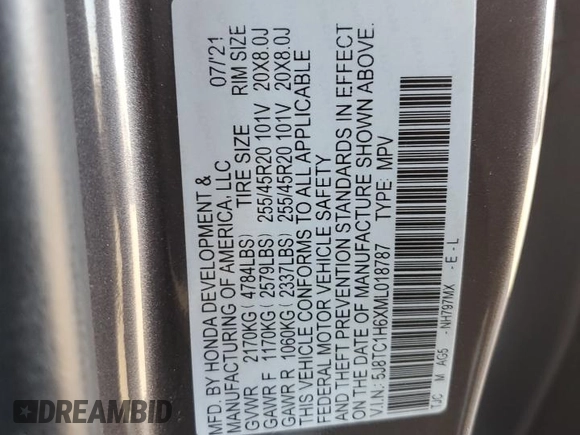 MFD. BY HONDA DEVELOPMENT & 07/'21
MANUFACTURING OF AMERICA, LLC
TIRE SIZE RIM SIZE
GVWR 2170KG ( 4784LBS)
GAWR F 1170KG ( 2579LBS) 255/45R20 101V 20X8.0J
GAWR R 1060KG ( 2337LBS) 255/45R20 101V 20X8.0J
THIS VEHICLE CONFORMS TO ALL APPLICABLE
FEDERAL MOTOR VEHICLE SAFETY
AND THEFT PREVENTION STANDARDS IN EFFECT
ON THE DATE OF MANUFACTURE SHOWN ABOVE.
V.I.N.: 5J8TC1H6XML018787 TYPE: MPV
TJC M AG5 -NH797MX -E-L
DREAMBID